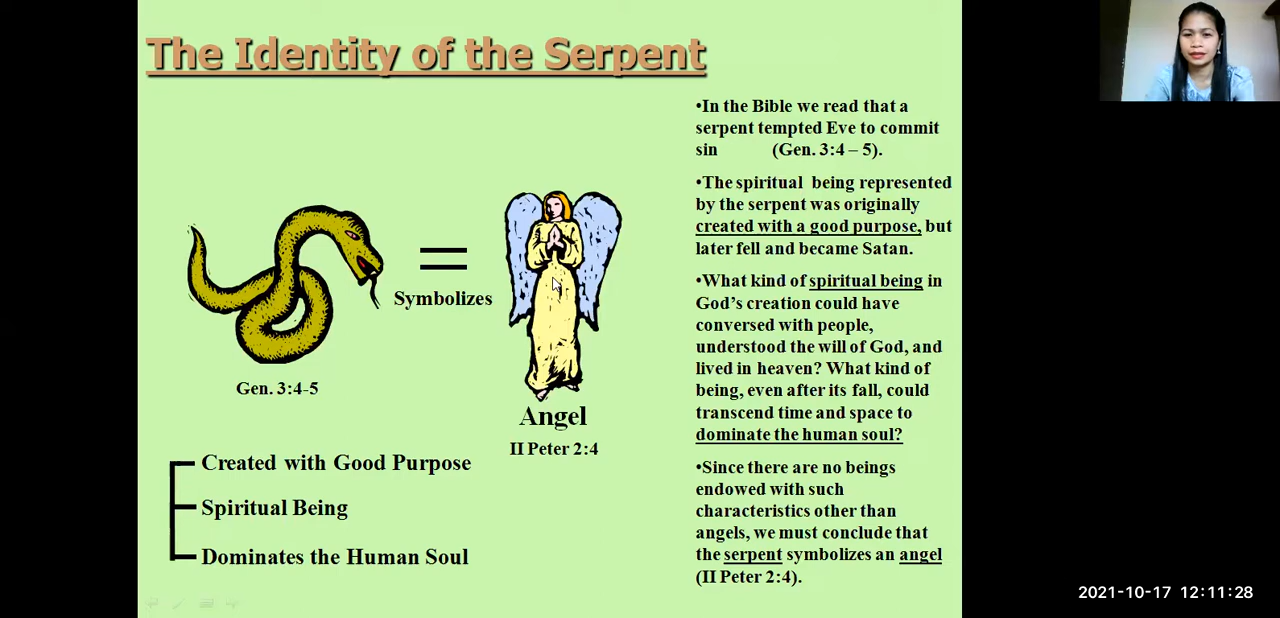 The Identity of the Serpent
Symbolizes
Gen. 3:4-5
Angel
II Peter 2:4
Created with Good Purpose
Spiritual Being
Dominates the Human Soul
•In the Bible we read that a
serpent tempted Eve to commit
sin (Gen. 3:4 – 5).
•The spiritual being represented
by the serpent was originally
created with a good purpose, but
later fell and became Satan.
•What kind of spiritual being in
God’s creation could have
conversed with people,
understood the will of God, and
lived in heaven? What kind of
being, even after its fall, could
transcend time and space to
dominate the human soul?
•Since there are no beings
endowed with such
characteristics other than
angels, we must conclude that
the serpent symbolizes an angel
(II Peter 2:4).
2021-10-17 12:11:28